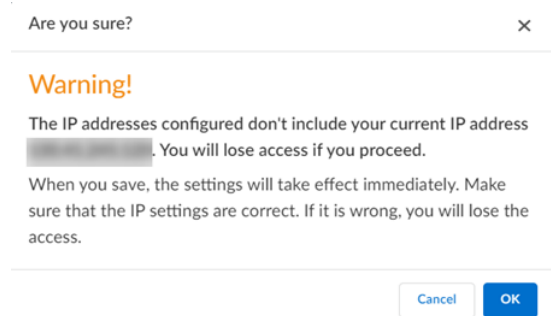 Are you sure?
Warning!
The IP addresses configured don't include your current IP address
. You will lose access if you proceed.
When you save, the settings will take effect immediately. Make
sure that the IP settings are correct. If it is wrong, you will lose the
access.
Cancel OK